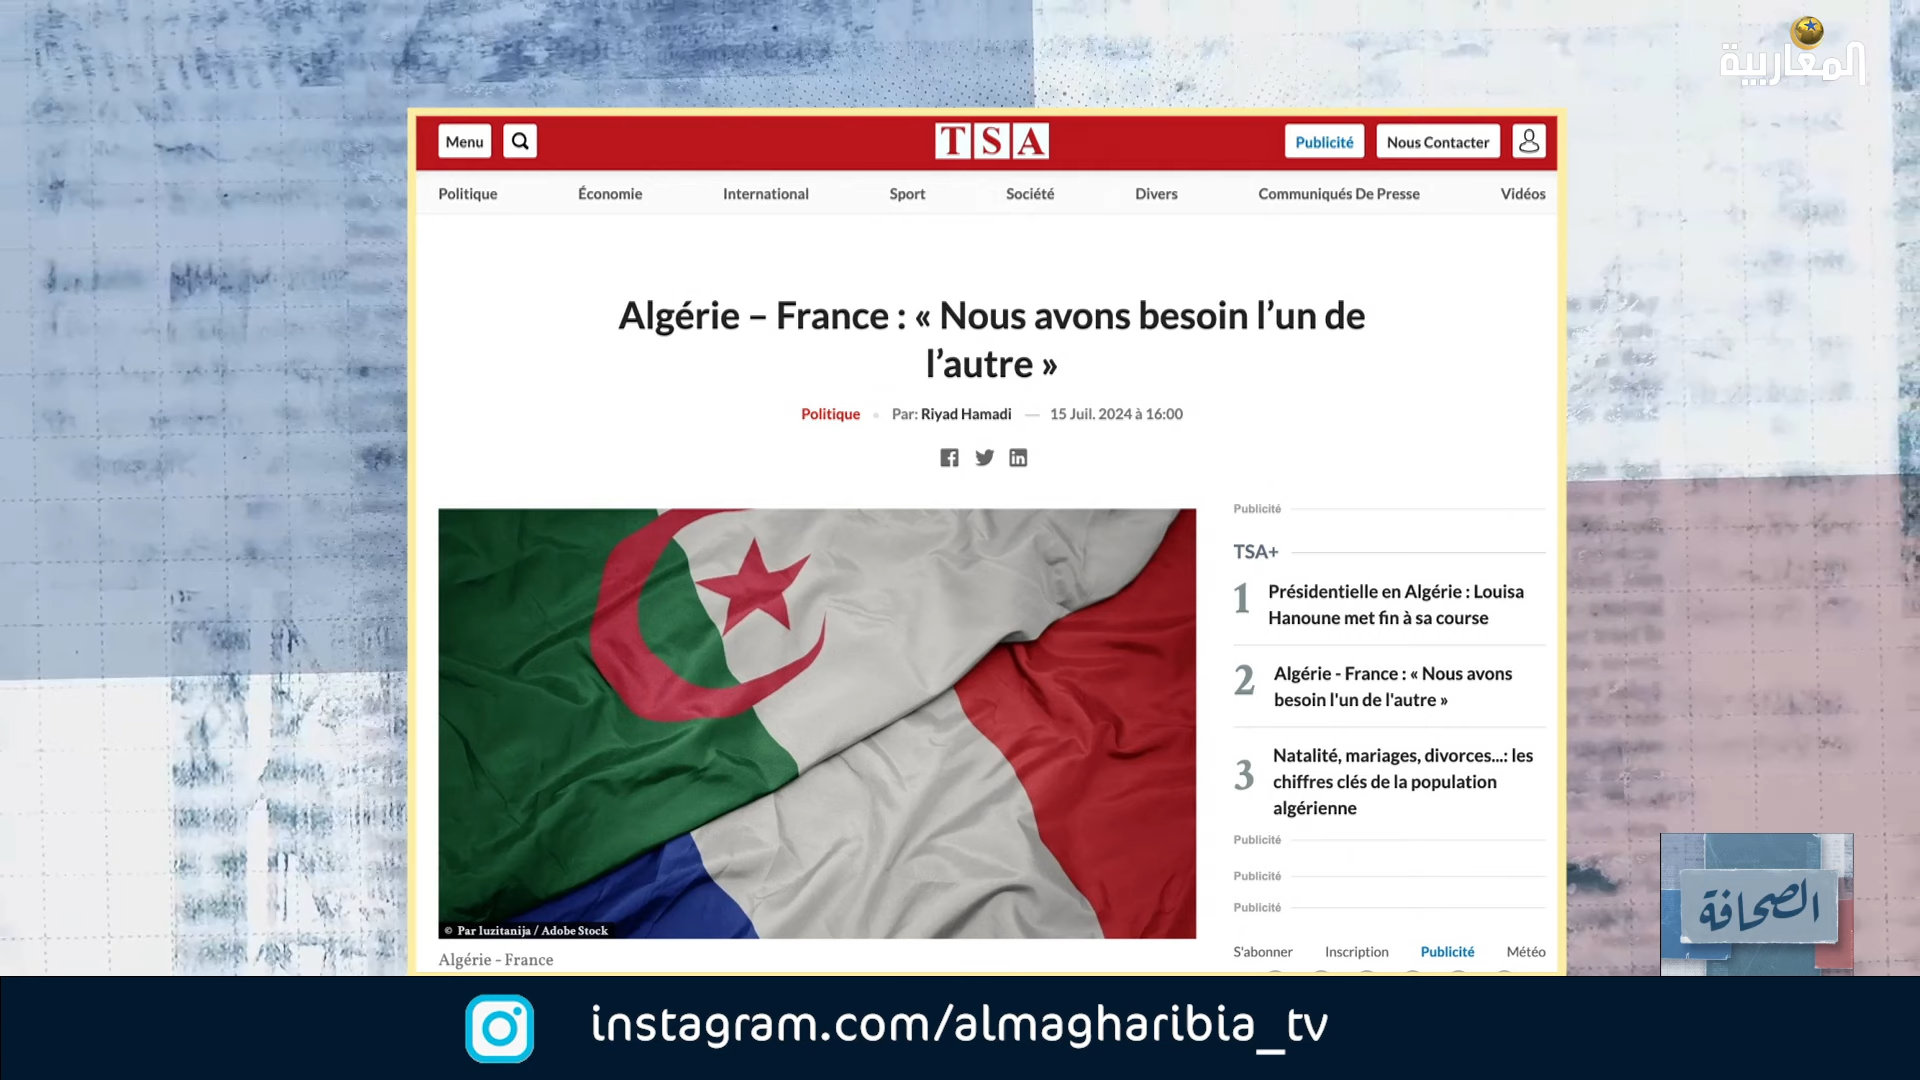 المغاربية
Menu
TSA
Publicité
Nous Contacter
Politique
Économie
International
Sport
Société
Divers
Communiqués De Presse
Vidéos
Algérie – France : « Nous avons besoin l’un de
l’autre »
Politique • Par: Riyad Hamadi — 15 Juil. 2024 à 16:00
© Par luzitanija / Adobe Stock
Algérie - France
Publicité
TSA+
1
Présidentielle en Algérie : Louisa
Hanoune met fin à sa course
2
Algérie - France : « Nous avons
besoin l'un de l'autre »
3
Natalité, mariages, divorces...: les
chiffres clés de la population
algérienne
Publicité
Publicité
Publicité
S'abonner
Inscription
Publicité
Météo
الصحافة
instagram.com/almagharibia_tv